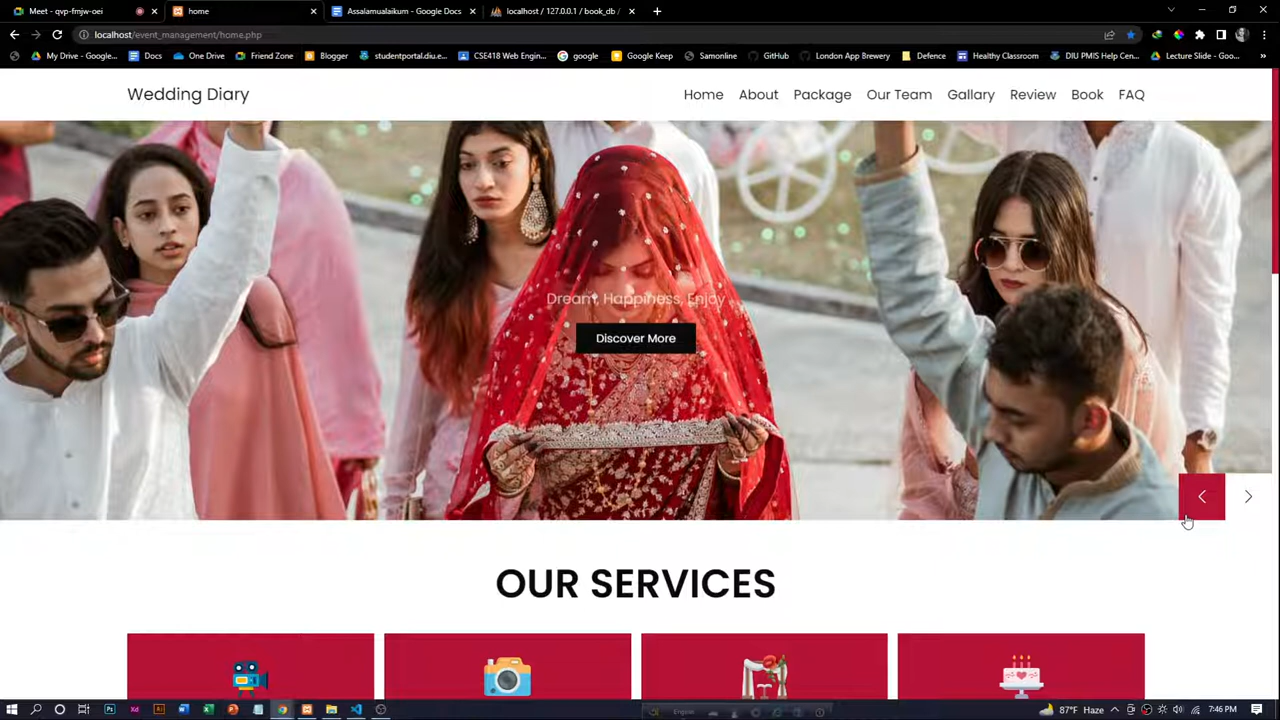 Meet - qvp-fmjw-oei
home
Assalamualaikum - Google Docs
localhost / 127.0.0.1 / book_db /
localhost/event_management/home.php
My Drive - Google...
Docs
One Drive
Friend Zone
Blogger
studentportal.diu.e...
CSE418 Web Engin...
google
Google Keep
Samonline
GitHub
London App Brewery
Defence
Healthy Classroom
DIU PMIS Help Cen...
Lecture Slide - Goo...
Wedding Diary
Home About Package Our Team Gallary Review Book FAQ
Dream, Happiness, Enjoy
Discover More
OUR SERVICES
English
87°F Haze
7:46 PM